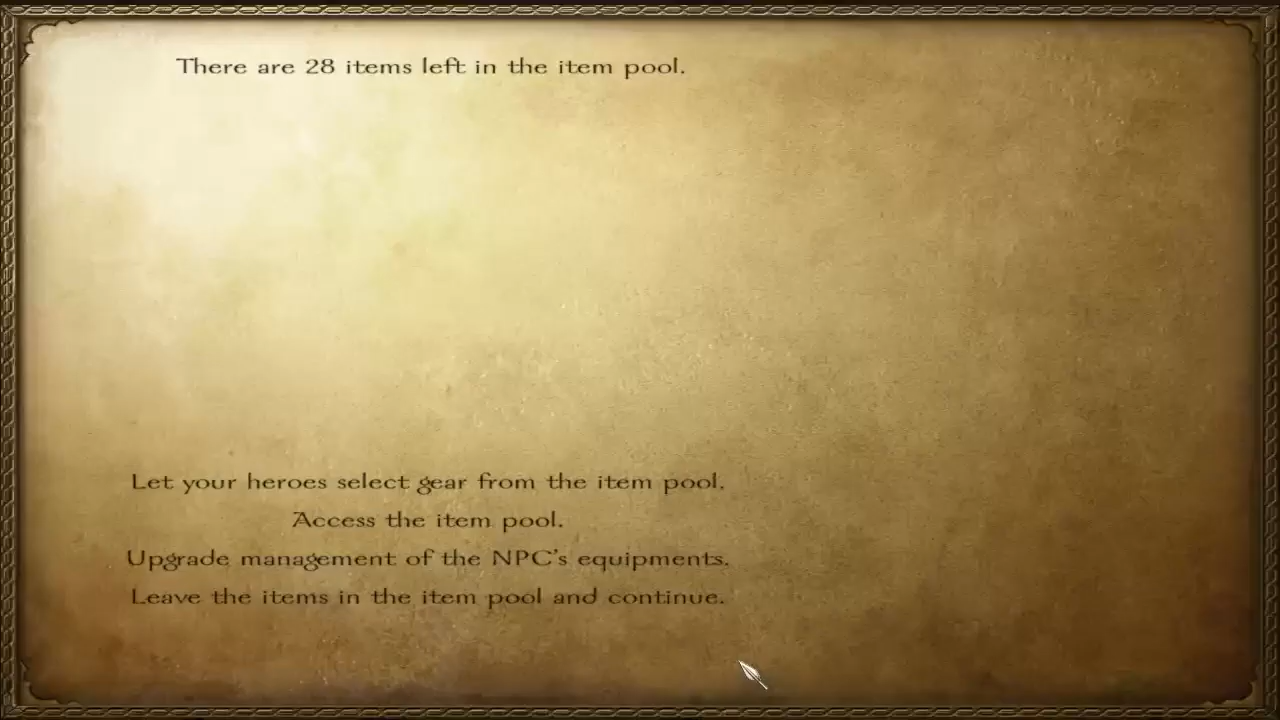 There are 28 items left in the item pool.
Let your heroes select gear from the item pool.
Access the item pool.
Upgrade management of the NPC's equipments.
Leave the items in the item pool and continue.